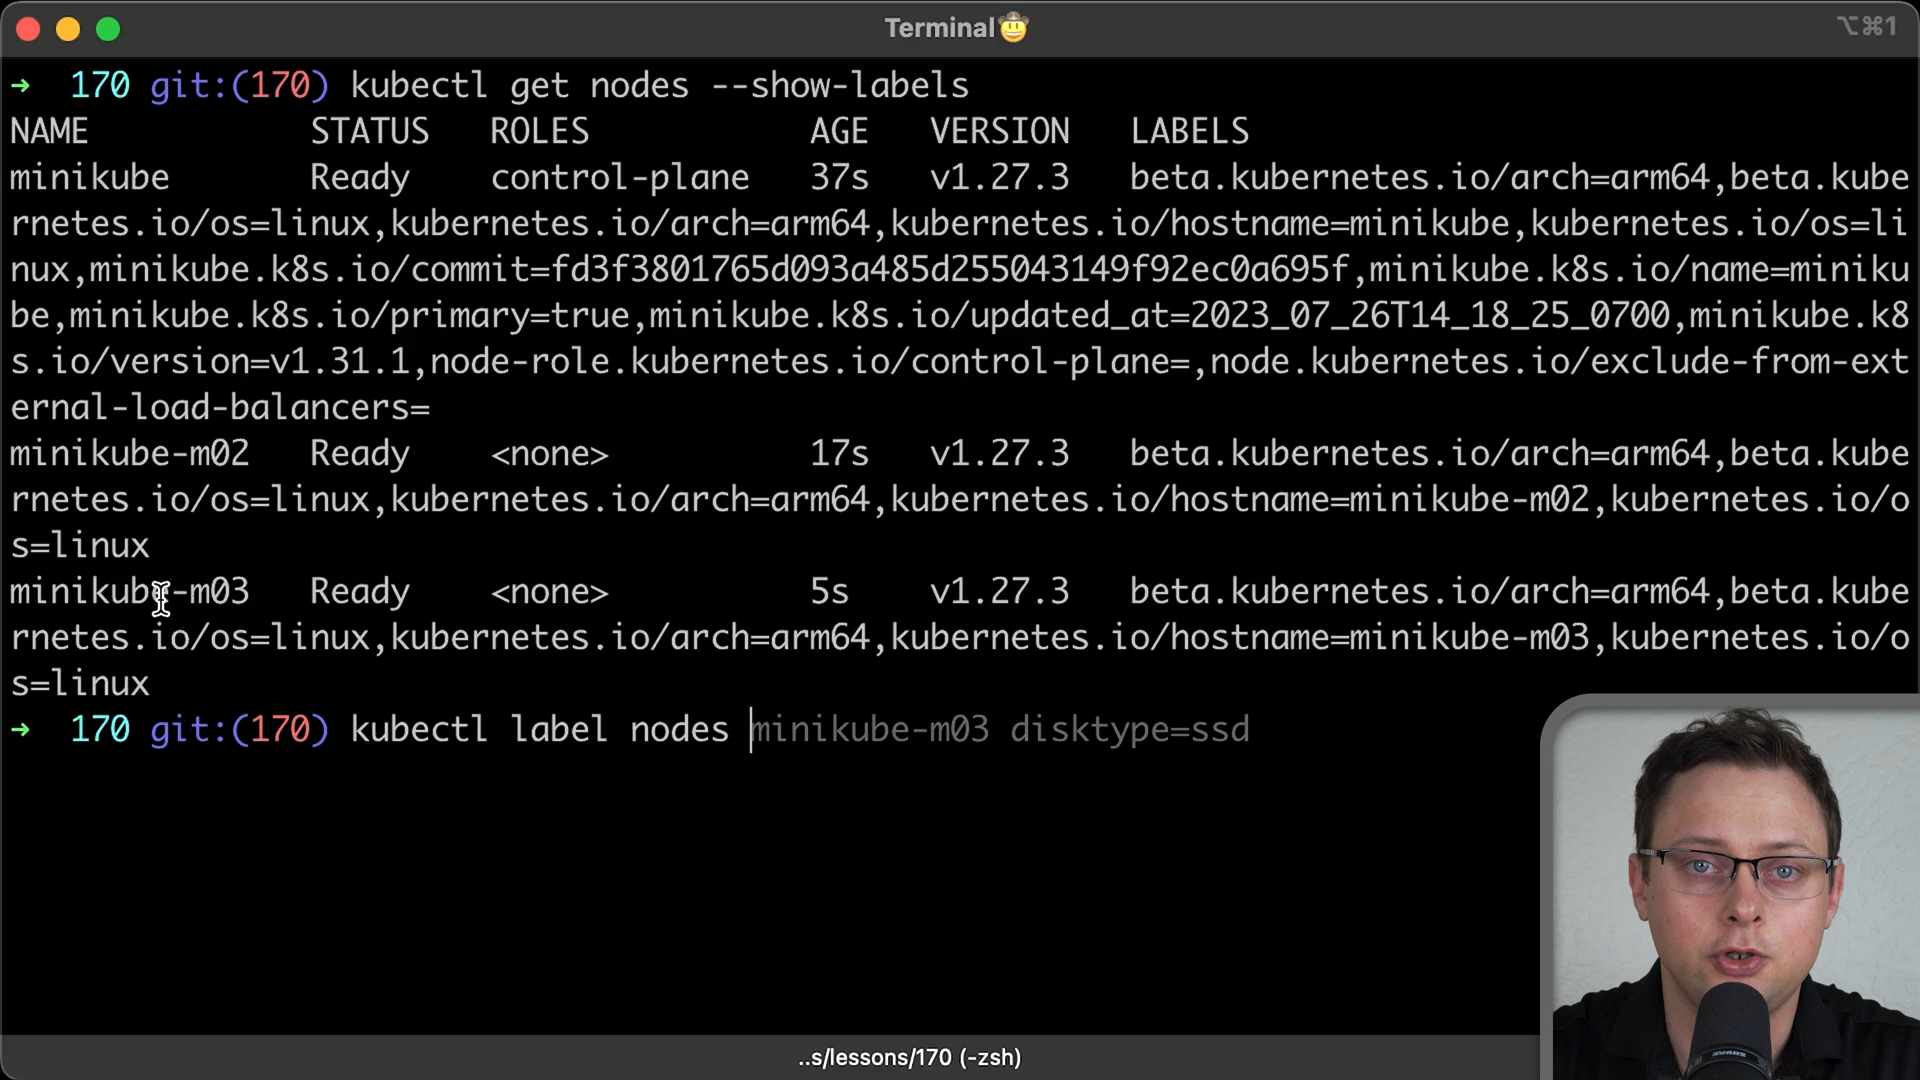 Terminal🤠
⌥⌘1
→ 170 git:(170) kubectl get nodes --show-labels
NAME STATUS ROLES AGE VERSION LABELS
minikube Ready control-plane 37s v1.27.3 beta.kubernetes.io/arch=arm64,beta.kube
rnetes.io/os=linux,kubernetes.io/arch=arm64,kubernetes.io/hostname=minikube,kubernetes.io/os=li
nux,minikube.k8s.io/commit=fd3f3801765d093a485d255043149f92ec0a695f,minikube.k8s.io/name=miniku
be,minikube.k8s.io/primary=true,minikube.k8s.io/updated_at=2023_07_26T14_18_25_0700,minikube.k8
s.io/version=v1.31.1,node-role.kubernetes.io/control-plane=,node.kubernetes.io/exclude-from-ext
ernal-load-balancers=
minikube-m02 Ready <none> 17s v1.27.3 beta.kubernetes.io/arch=arm64,beta.kube
rnetes.io/os=linux,kubernetes.io/arch=arm64,kubernetes.io/hostname=minikube-m02,kubernetes.io/o
s=linux
minikube-m03 Ready <none> 5s v1.27.3 beta.kubernetes.io/arch=arm64,beta.kube
rnetes.io/os=linux,kubernetes.io/arch=arm64,kubernetes.io/hostname=minikube-m03,kubernetes.io/o
s=linux
→ 170 git:(170) kubectl label nodes minikube-m03 disktype=ssd
..s/lessons/170 (-zsh)